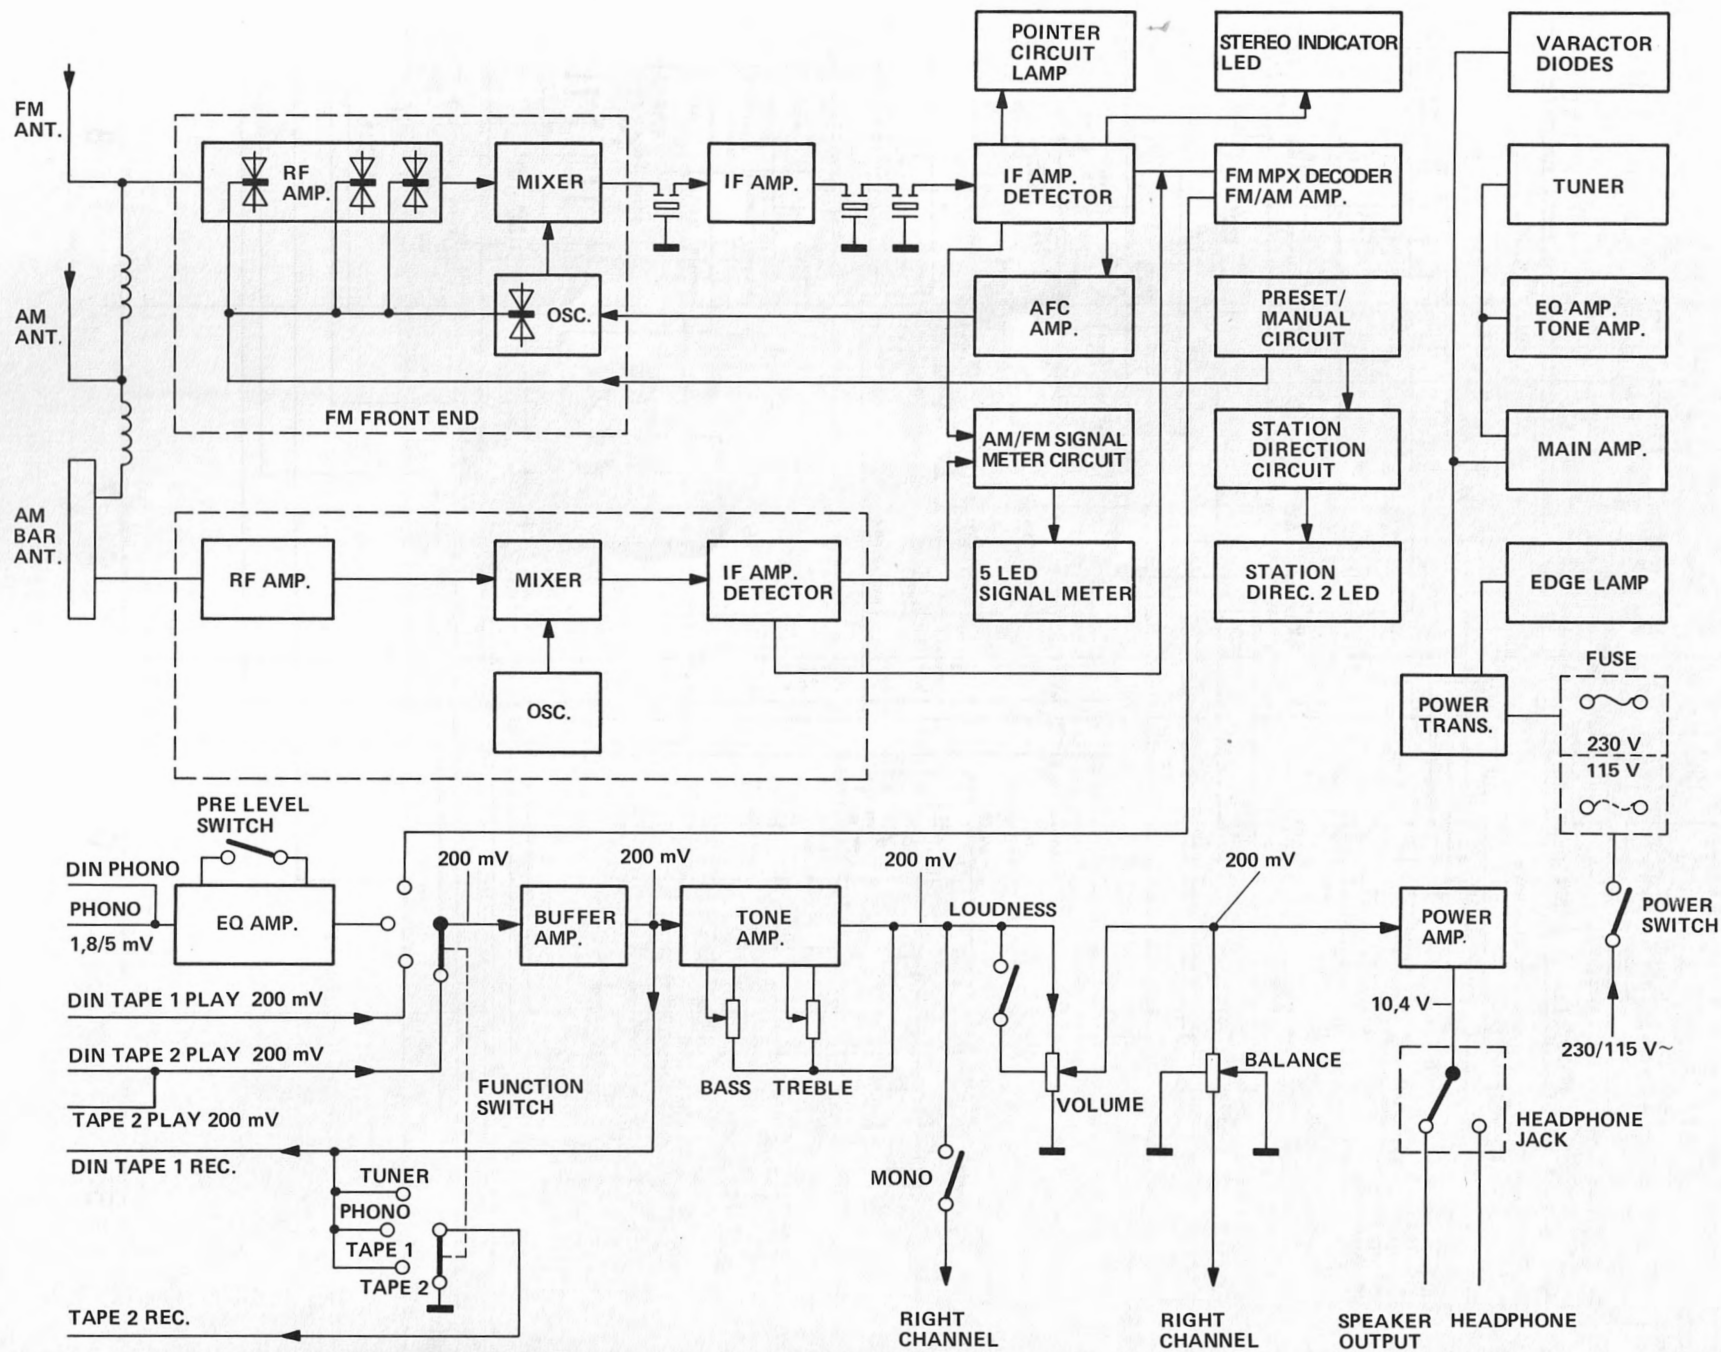 POINTER
CIRCUIT
LAMP
STEREO INDICATOR
LED
VARACTOR
DIODES
FM
ANT.
RF
AMP.
MIXER
IF AMP.
IF AMP.
DETECTOR
FM MPX DECODER
FM/AM AMP.
TUNER
AM
ANT.
OSC.
AFC
AMP.
PRESET/
MANUAL
CIRCUIT
EQ AMP.
TONE AMP.
FM FRONT END
AM/FM SIGNAL
METER CIRCUIT
STATION
DIRECTION
CIRCUIT
MAIN AMP.
AM
BAR
ANT.
RF AMP.
MIXER
IF AMP.
DETECTOR
5 LED
SIGNAL METER
STATION
DIREC. 2 LED
EDGE LAMP
OSC.
POWER
TRANS.
FUSE
230 V
115 V
PRE LEVEL
SWITCH
DIN PHONO
PHONO
1,8/5 mV
EQ AMP.
200 mV
BUFFER
AMP.
200 mV
TONE
AMP.
200 mV
LOUDNESS
200 mV
POWER
AMP.
POWER
SWITCH
DIN TAPE 1 PLAY 200 mV
DIN TAPE 2 PLAY 200 mV
TAPE 2 PLAY 200 mV
FUNCTION
SWITCH
BASS TREBLE
VOLUME
BALANCE
10,4 V
230/115 V~
HEADPHONE
JACK
DIN TAPE 1 REC.
TUNER
PHONO
TAPE 1
TAPE 2
MONO
TAPE 2 REC.
RIGHT
CHANNEL
RIGHT
CHANNEL
SPEAKER
OUTPUT
HEADPHONE